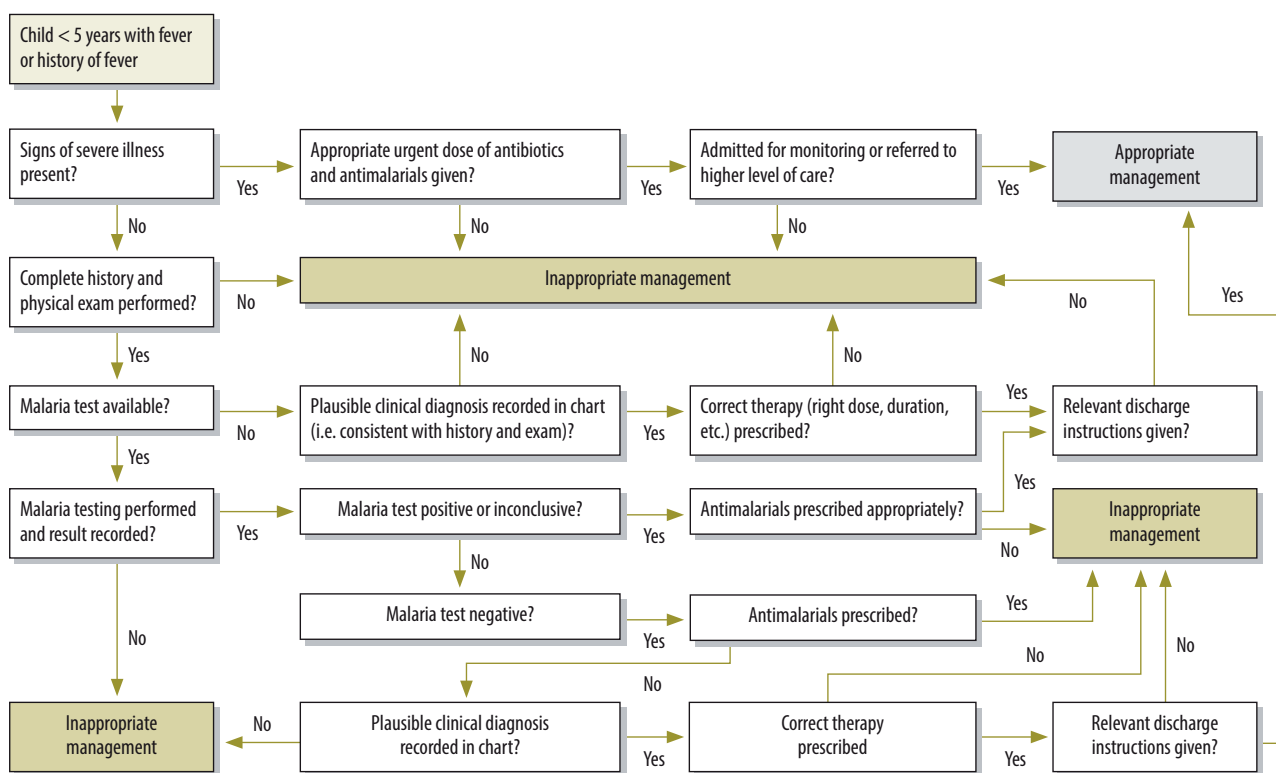 Child < 5 years with fever
or history of fever
Signs of severe illness
present?
Yes
Appropriate urgent dose of antibiotics
and antimalarials given?
Yes
Admitted for monitoring or referred to
higher level of care?
Yes
Appropriate
management
No
No
No
Complete history and
physical exam performed?
No
Inappropriate management
No
Yes
Yes
No
No
Malaria test available?
No
Plausible clinical diagnosis recorded in chart
(i.e. consistent with history and exam)?
Yes
Correct therapy (right dose, duration,
etc.) prescribed?
Yes
Relevant discharge
instructions given?
Yes
Yes
Malaria testing performed
and result recorded?
Yes
Malaria test positive or inconclusive?
Yes
Antimalarials prescribed appropriately?
No
Inappropriate
management
No
Malaria test negative?
Yes
Antimalarials prescribed?
Yes
No
No
No
No
Inappropriate
management
No
Plausible clinical diagnosis
recorded in chart?
Yes
Correct therapy
prescribed
Yes
Relevant discharge
instructions given?